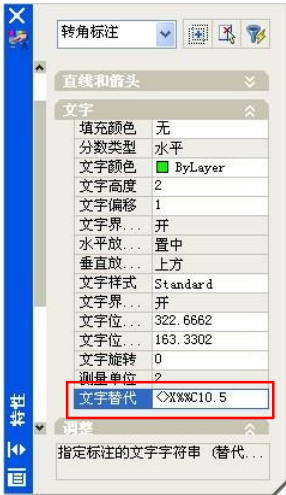 转角标注
直线和箭头
文字
填充颜色 无
分数类型 水平
文字颜色 ByLayer
文字高度 2
文字偏移 1
文字界... 开
水平放... 置中
垂直放... 上方
文字样式 Standard
文字界... 开
文字位... 322.6662
文字位... 163.3302
文字旋转 0
测量单位 2
文字替代 <>X%%C10.5
调整
指定标注的文字字符串 (替代...
特性